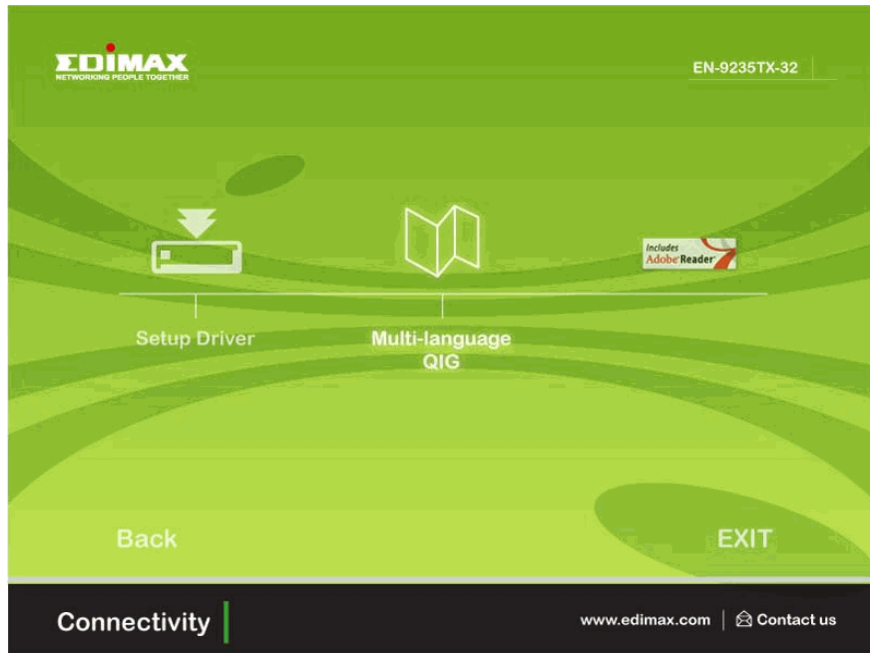 EDIMAX
NETWORKING PEOPLE TOGETHER
EN-9235TX-32
Includes
Adobe Reader
Setup Driver
Multi-language
QIG
Back
EXIT
Connectivity
www.edimax.com
Contact us